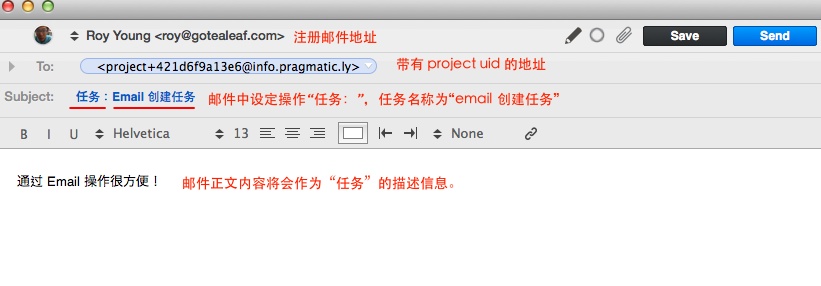 Roy Young <roy@gotealeaf.com> 注册邮件地址 Save Send
To: <project+421d6f9a13e6@info.pragmatic.ly> 带有 project uid 的地址
Subject: 任务：Email 创建任务 邮件中设定操作“任务：”，任务名称为“email 创建任务”
B I U Helvetica 13 None
通过 Email 操作很方便！ 邮件正文内容将会作为“任务”的描述信息。